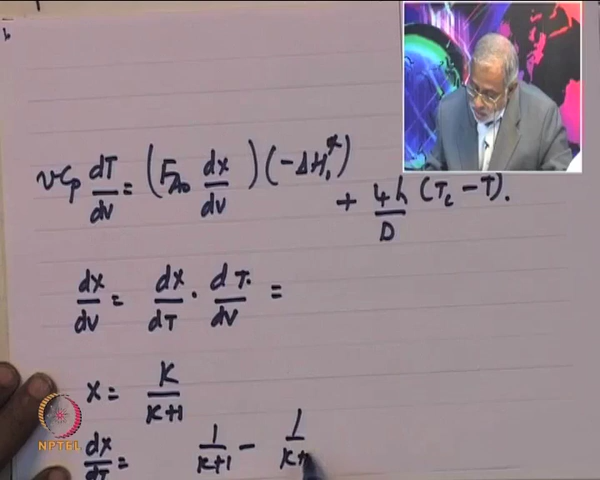 vCp dT/dV = (FA0 dx/dV) (-ΔH1*) + 4h/D (Tc - T).
dx/dV = dx/dT · dT/dV =
x = K/K+1
dx/dT = 1/K+1 - 1/K+
NPTEL